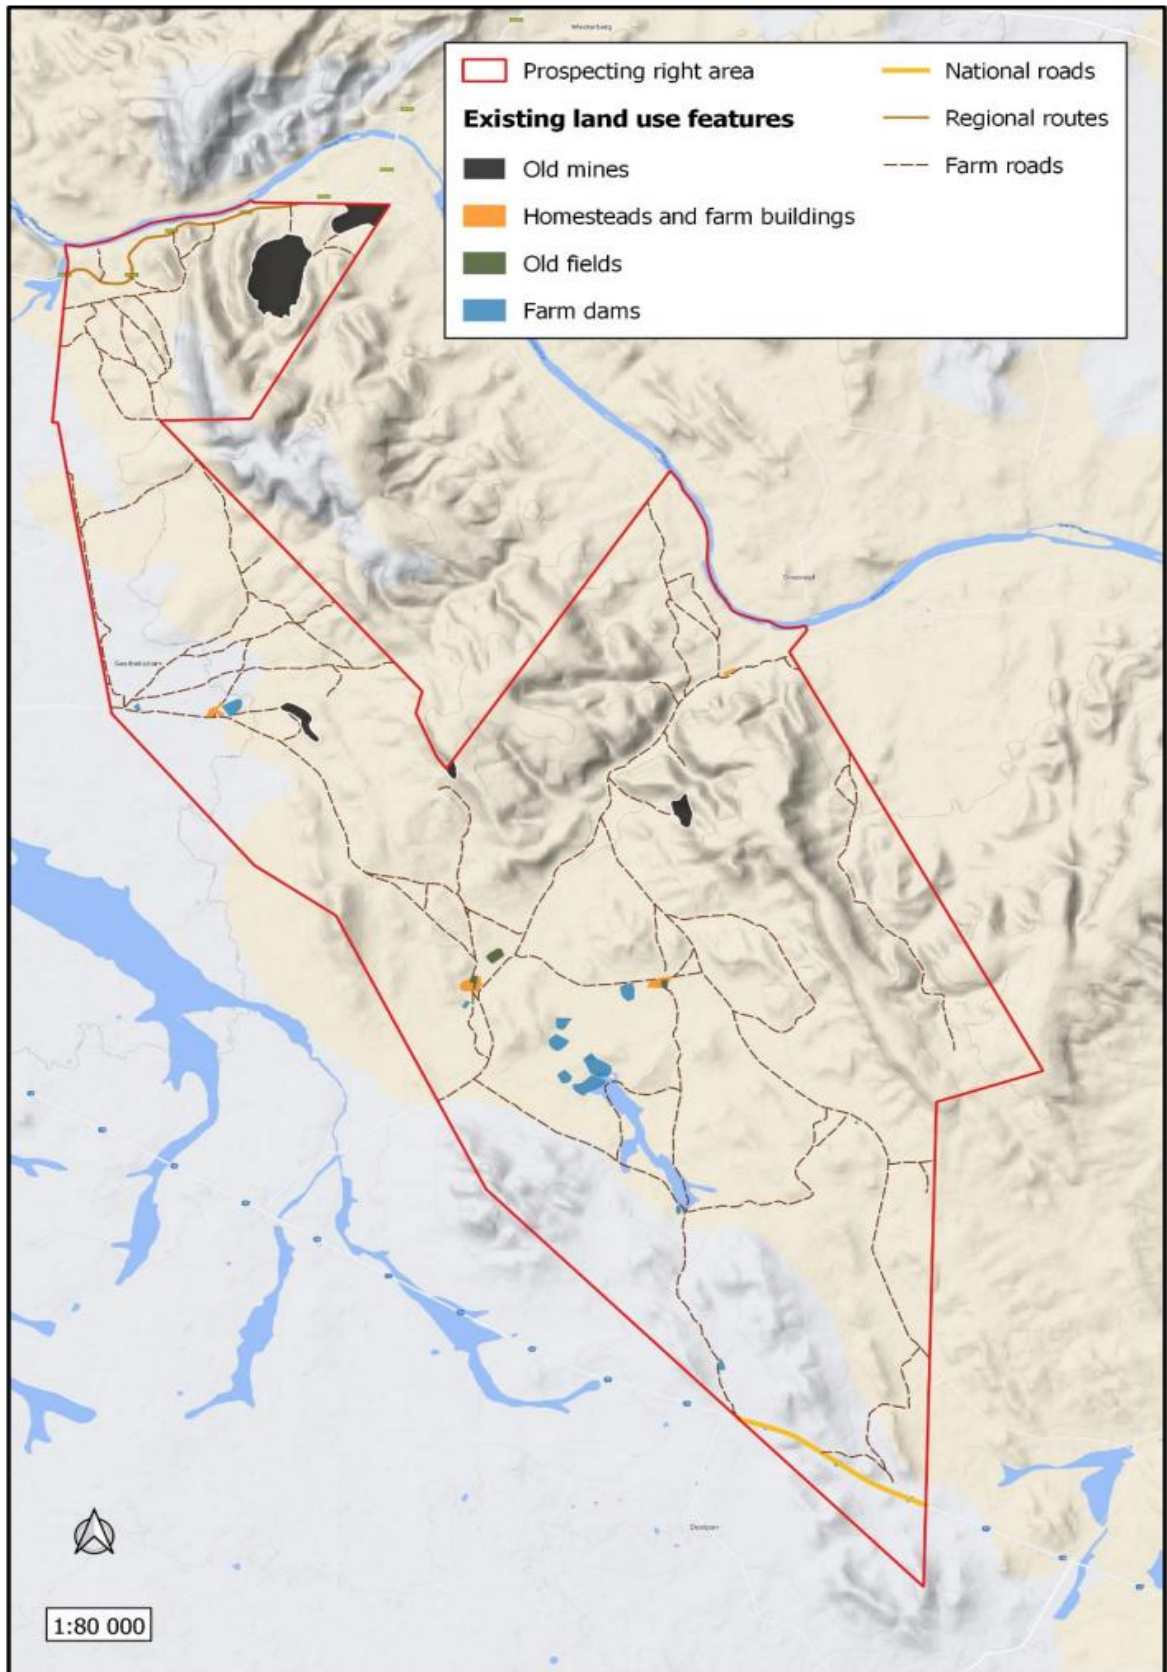 Prospecting right area
Existing land use features
Old mines
Homesteads and farm buildings
Old fields
Farm dams
National roads
Regional routes
Farm roads
1:80 000